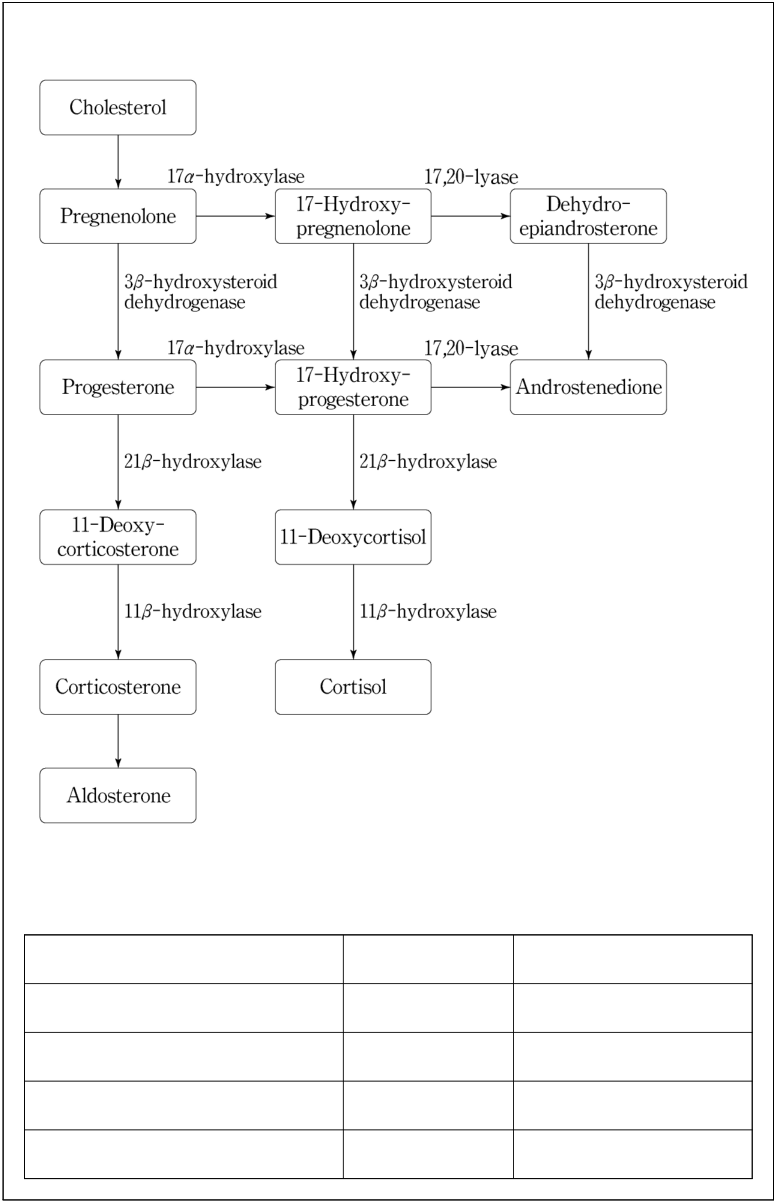 Cholesterol
17α-hydroxylase
17,20-lyase
Pregnenolone
17-Hydroxy-
pregnenolone
Dehydro-
epiandrosterone
3β-hydroxysteroid
dehydrogenase
3β-hydroxysteroid
dehydrogenase
3β-hydroxysteroid
dehydrogenase
17α-hydroxylase
17,20-lyase
Progesterone
17-Hydroxy-
progesterone
Androstenedione
21β-hydroxylase
21β-hydroxylase
11-Deoxy-
corticosterone
11-Deoxycortisol
11β-hydroxylase
11β-hydroxylase
Corticosterone
Cortisol
Aldosterone